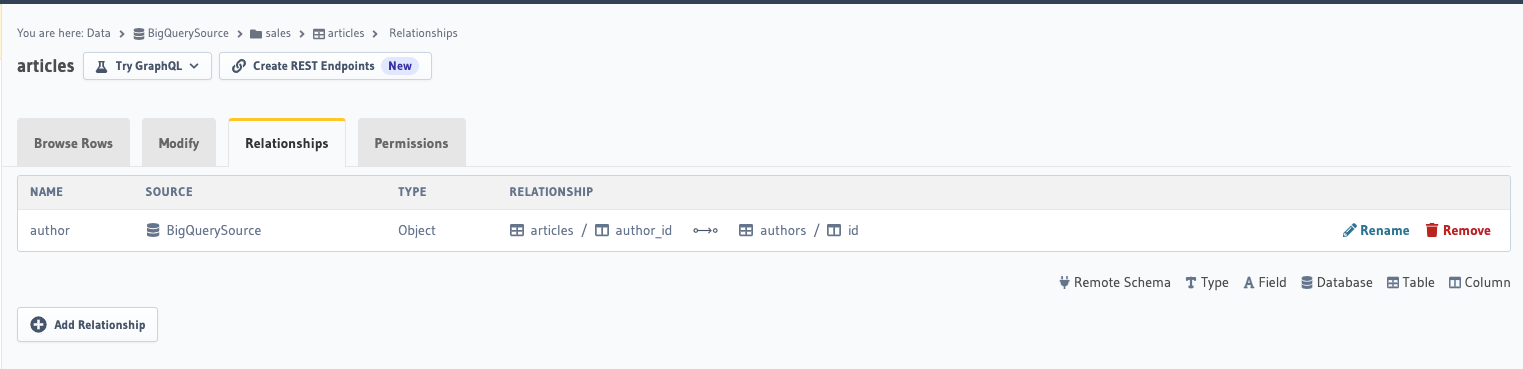 You are here: Data > BigQuerySource > sales > articles > Relationships
articles Try GraphQL Create REST Endpoints New
Browse Rows Modify Relationships Permissions
NAME SOURCE TYPE RELATIONSHIP
author BigQuerySource Object articles / author_id authors / id Rename Remove
Remote Schema Type Field Database Table Column
Add Relationship